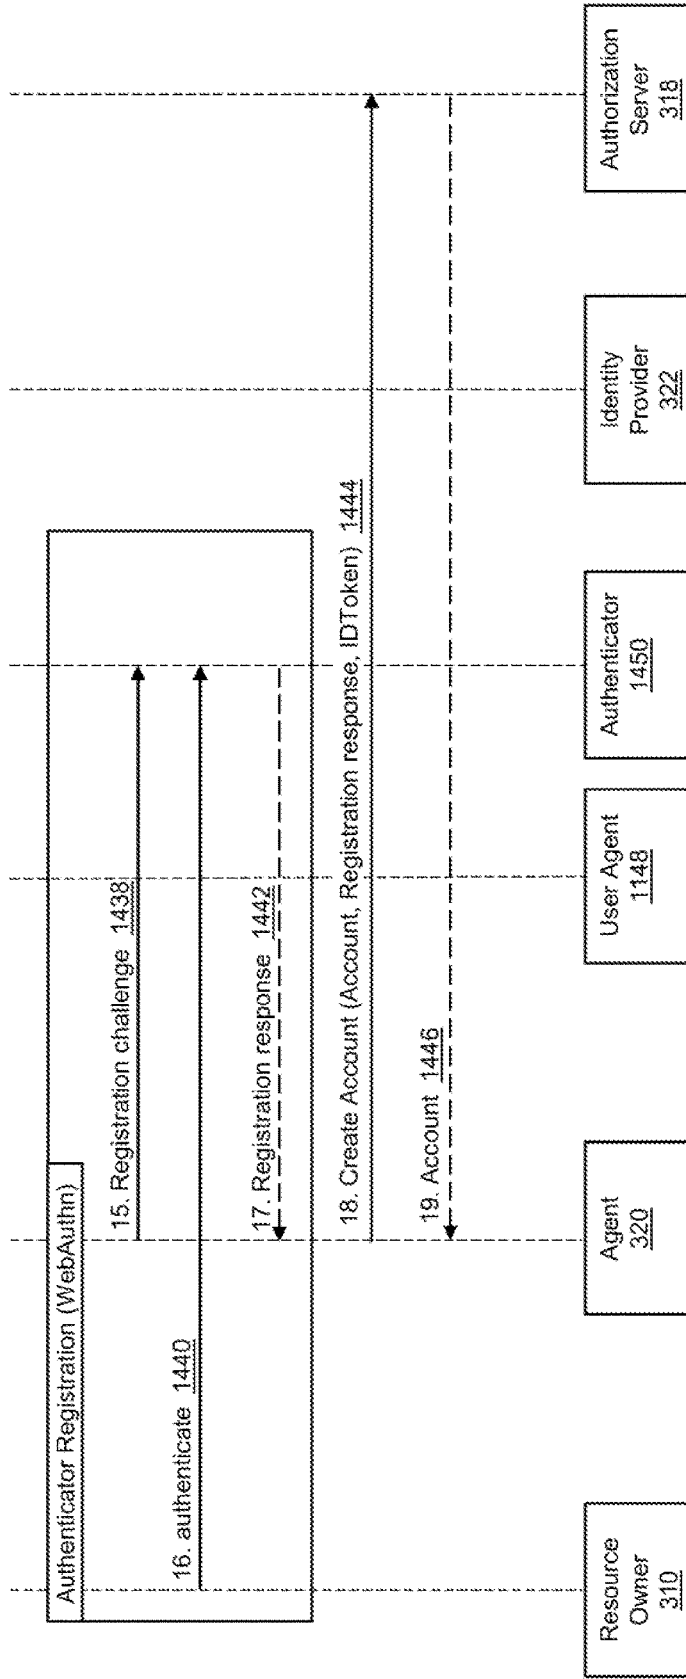 Authenticator Registration (WebAuthn)
15. Registration challenge 1438
16. authenticate 1440
17. Registration response 1442
18. Create Account (Account, Registration response, IDToken) 1444
19. Account 1446
Resource
Owner
310
Agent
320
User Agent
1148
Authenticator
1450
Identity
Provider
322
Authorization
Server
318